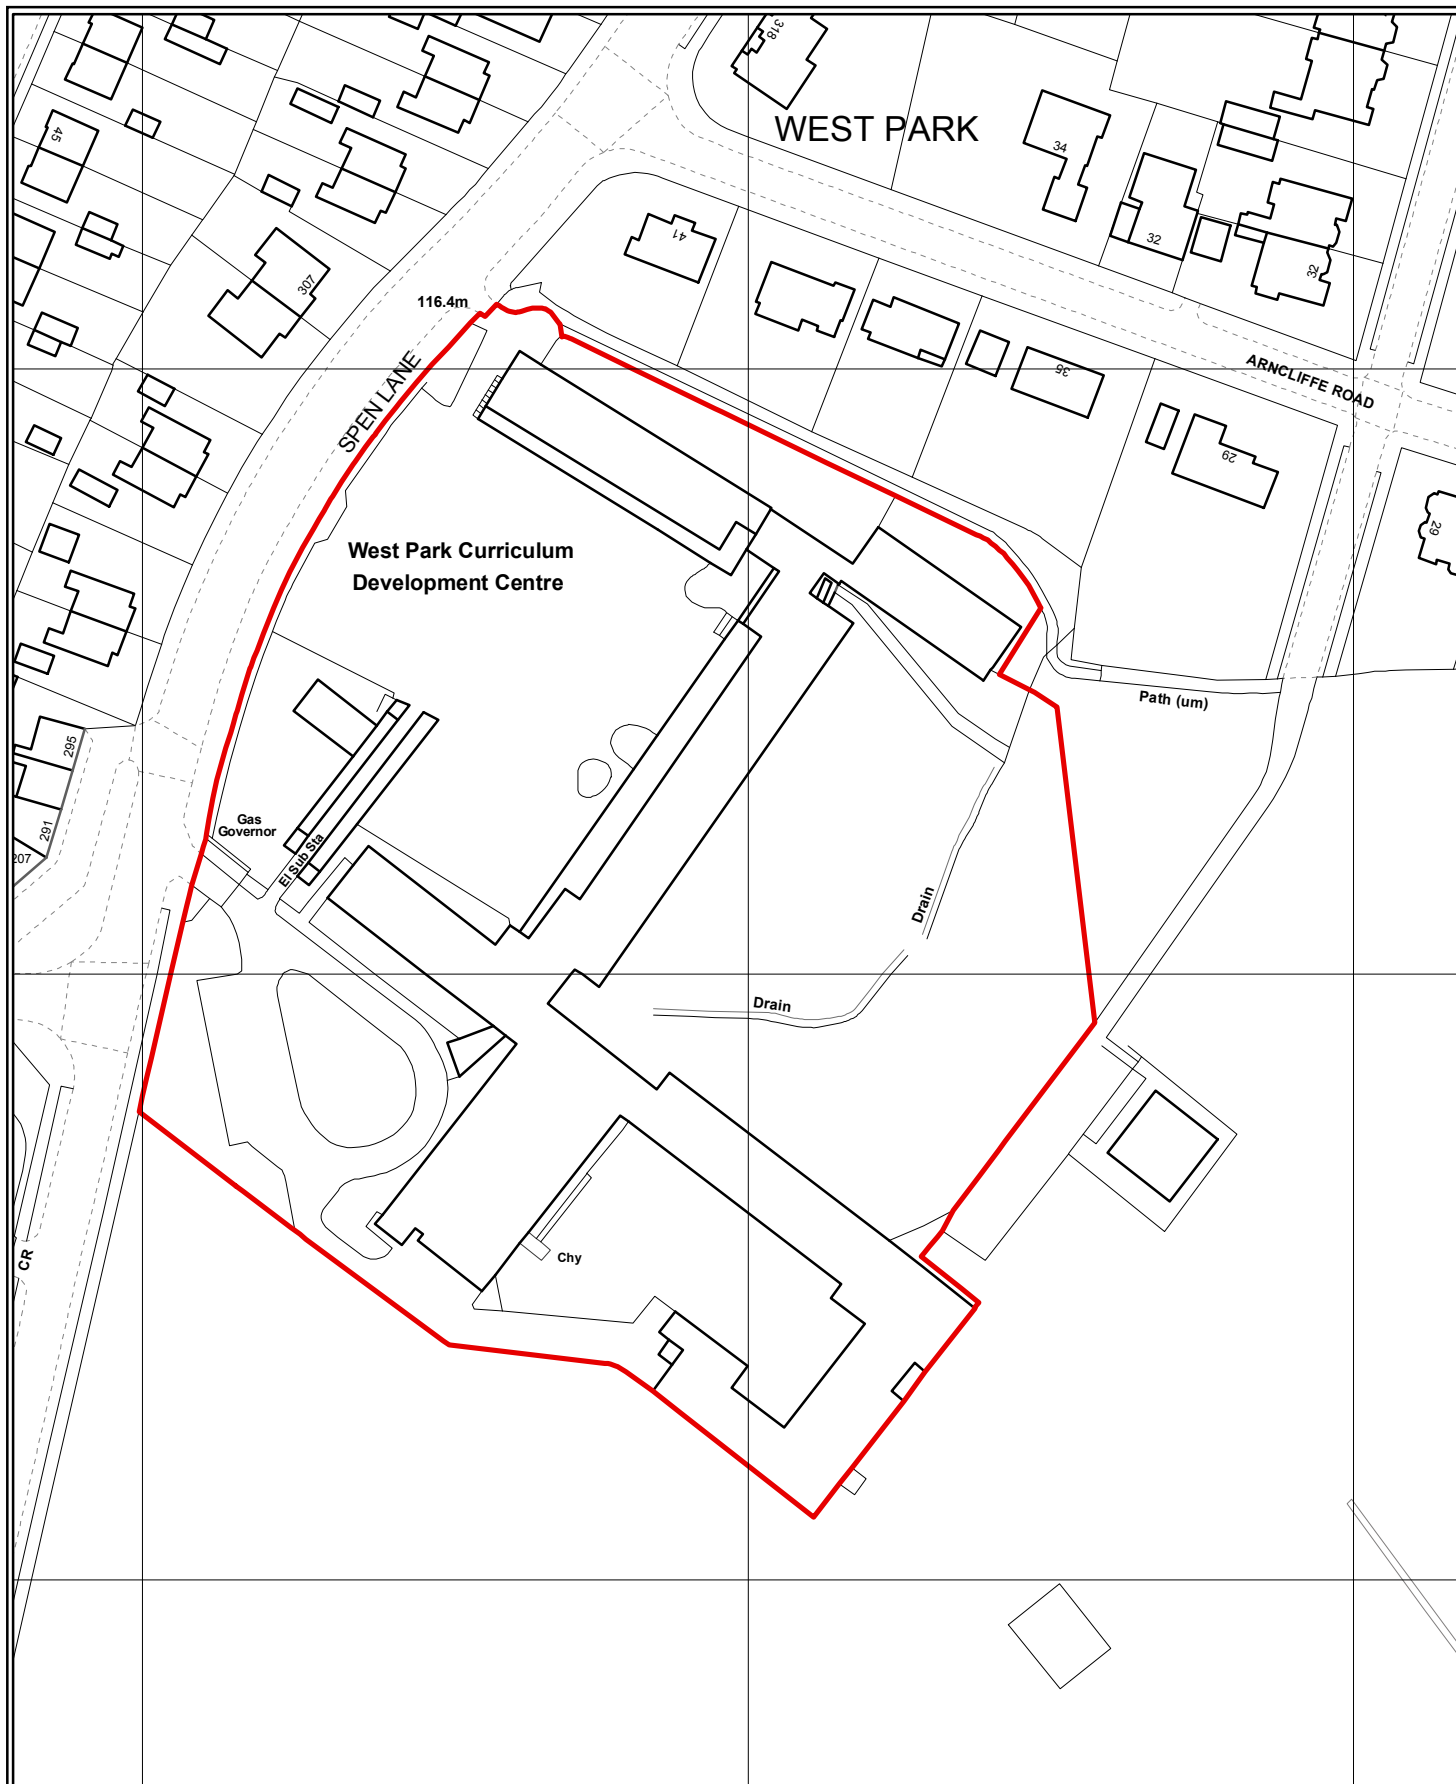 318
WEST PARK
45
34
32
41
32
307
116.4m
ARNCLIFFE ROAD
35
SPEN LANE
29
29
West Park Curriculum
Development Centre
Path (um)
295
Gas
Governor
291
El Sub Sta
207
Drain
Drain
CR
Chy